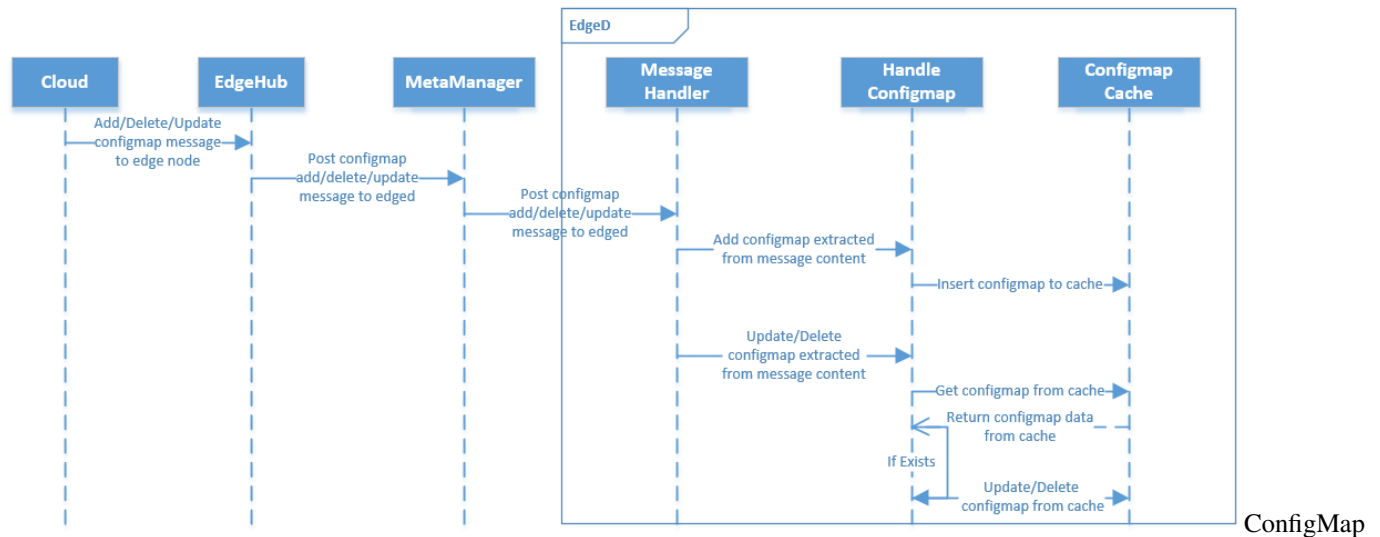 EdgeD
Cloud
EdgeHub
MetaManager
Message
Handler
Handle
Configmap
Configmap
Cache
Add/Delete/Update
configmap message
to edge node
Post configmap
add/delete/update
message to edged
Post configmap
add/delete/update
message to edged
Add configmap extracted
from message content
Insert configmap to cache
Update/Delete
configmap extracted
from message content
Get configmap from cache
Return configmap data
from cache
If Exists
Update/Delete
configmap from cache
ConfigMap